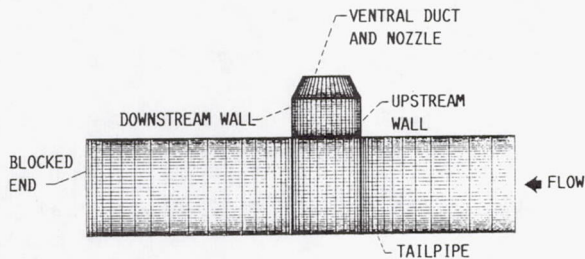 VENTRAL DUCT
AND NOZZLE
DOWNSTREAM WALL
UPSTREAM
WALL
BLOCKED
END
FLOW
TAILPIPE